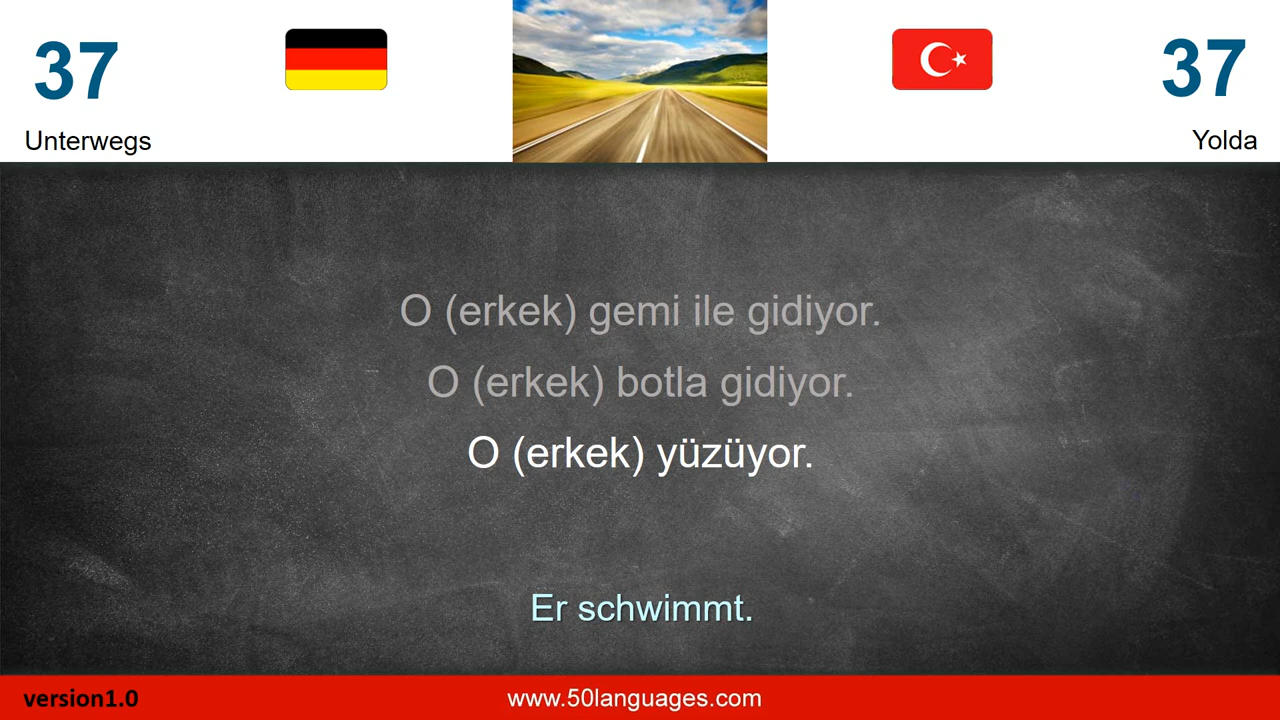 37
37
Unterwegs
Yolda
O (erkek) gemi ile gidiyor.
O (erkek) botla gidiyor.
O (erkek) yüzüyor.
Er schwimmt.
version1.0
www.50languages.com